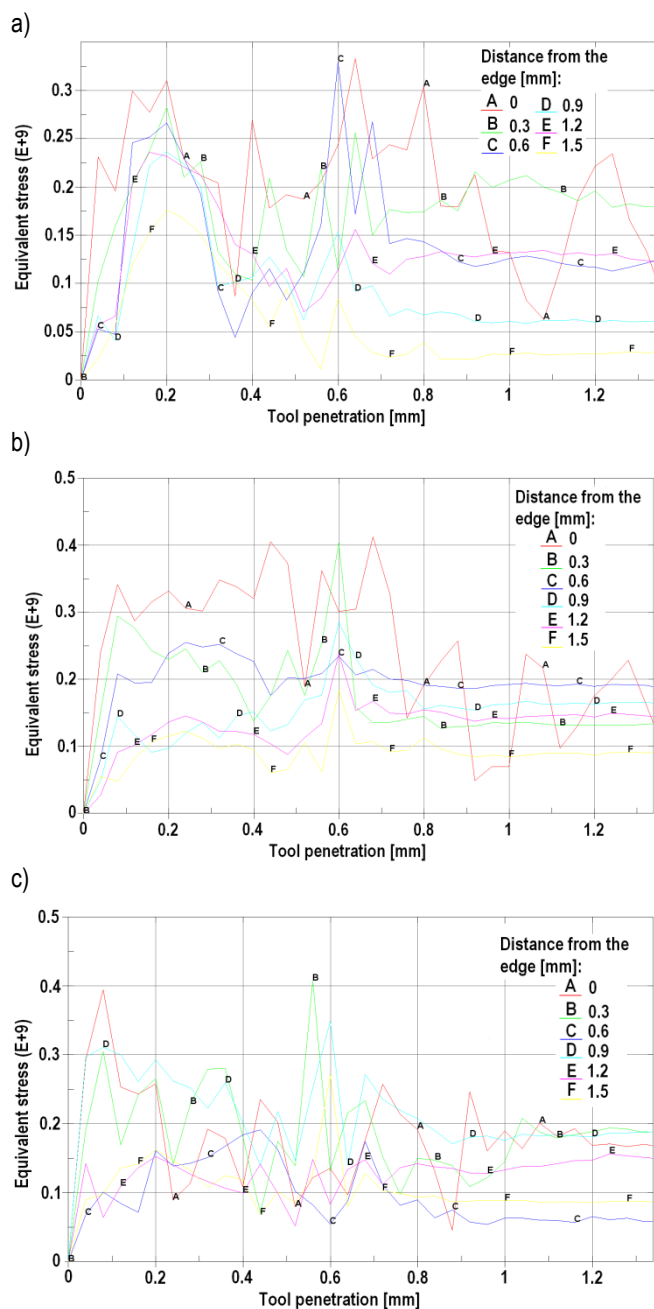 a)
Equivalent stress (E+9)
0.3
0.25
0.2
0.15
0.1
0.05
0
Distance from the
edge [mm]:
A 0 D 0.9
B 0.3 E 1.2
C 0.6 F 1.5
A A A A
B B B B B
C C C C C
D D D D D
E E E E E
F F F F F
0 0.2 0.4 0.6 0.8 1 1.2
Tool penetration [mm]
b)
Equivalent stress (E+9)
0.5
0.4
0.3
0.2
0.1
0
Distance from the
edge [mm]:
A 0
B 0.3
C 0.6
D 0.9
E 1.2
F 1.5
A A A A
B B B B B
C C C C C
D D D D D
E E E E E
F F F F F
0 0.2 0.4 0.6 0.8 1 1.2
Tool penetration [mm]
c)
Equivalent stress (E+9)
0.5
0.4
0.3
0.2
0.1
0
Distance from the
edge [mm]:
A 0
B 0.3
C 0.6
D 0.9
E 1.2
F 1.5
A A A A
B B B B B
C C C C C
D D D D D
E E E E E
F F F F F
0 0.2 0.4 0.6 0.8 1 1.2
Tool penetration [mm]